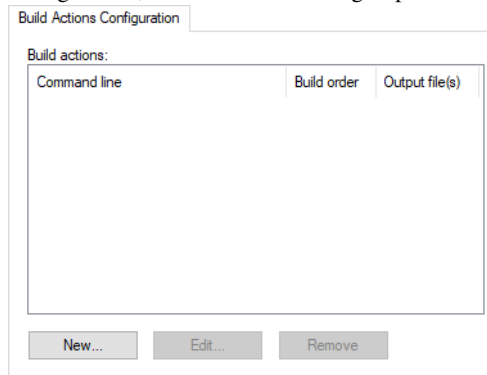 Build Actions Configuration
Build actions:
Command line Build order Output file(s)
New... Edit... Remove